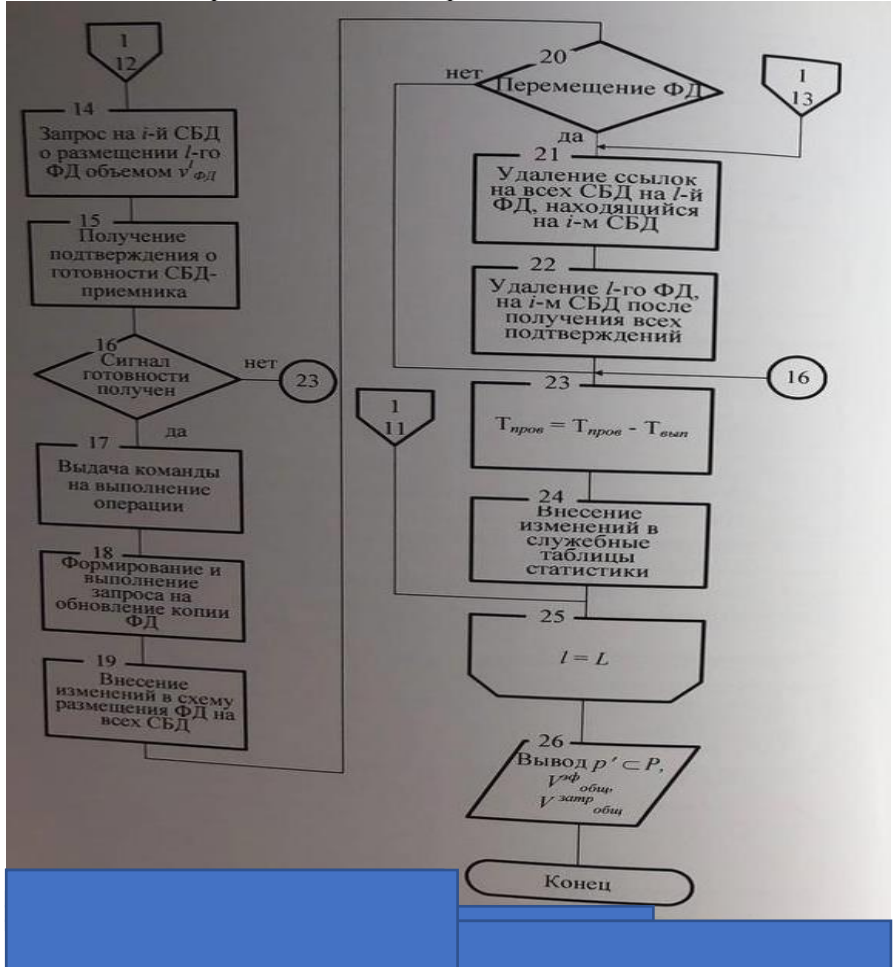 1
12
14
Запрос на i-й СБД
о размещении l-го
ФД объемом v^l_ФД
15
Получение
подтверждения о
готовности СБД-
приемника
16
Сигнал
готовности
получен
нет
23
да
17
Выдача команды
на выполнение
операции
18
Формирование и
выполнение
запроса на
обновление копии
ФД
19
Внесение
изменений в схему
размещения ФД на
всех СБД
20
Перемещение ФД
нет
да
1
13
21
Удаление ссылок
на всех СБД на l-й
ФД, находящийся
на i-м СБД
22
Удаление l-го ФД,
на i-м СБД после
получения всех
подтверждений
16
1
11
23
Tпров = Tпров - Tвып
24
Внесение
изменений в
служебные
таблицы
статистики
25
l = L
26
Вывод p' ⊂ P,
V^эф_общ,
V^затр_общ
Конец